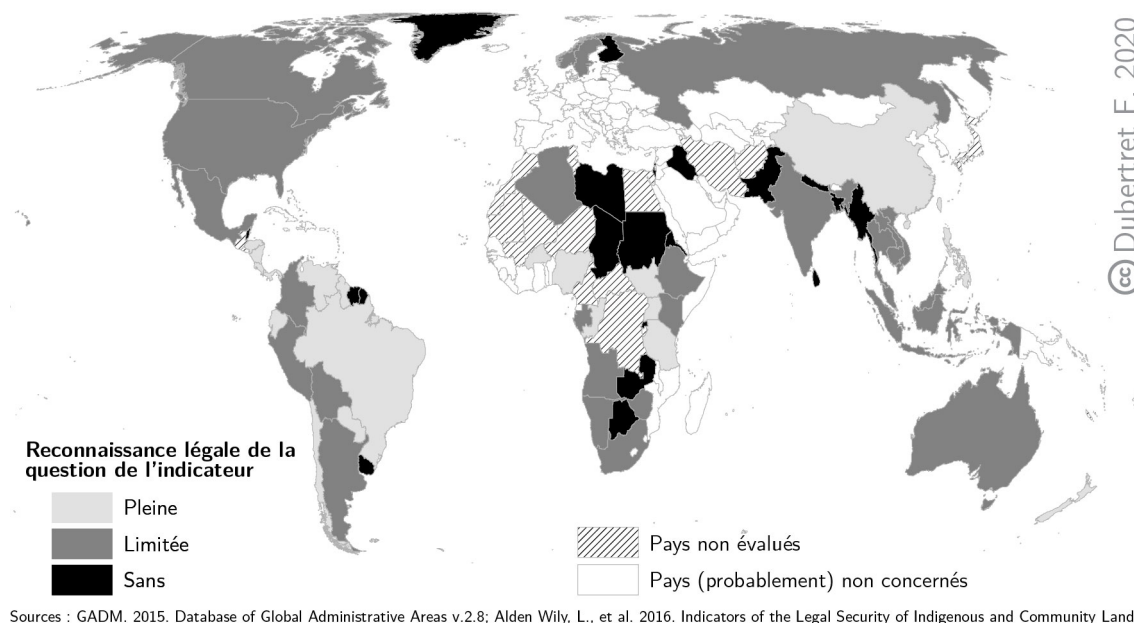 cc Dubertret F. 2020
Reconnaissance légale de la
question de l'indicateur
Pleine
Limitée
Sans
Pays non évalués
Pays (probablement) non concernés
Sources : GADM. 2015. Database of Global Administrative Areas v.2.8; Alden Wily, L., et al. 2016. Indicators of the Legal Security of Indigenous and Community Land